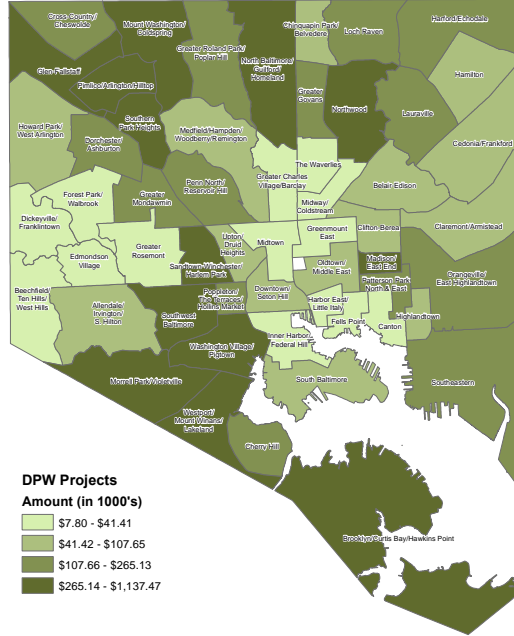 Cross Country/
Cheswolde
Mount Washington/
Coldspring
Chinquapin Park/
Belvedere
Loch Raven
Harford/Echodale
Greater Roland Park/
Poplar Hill
North Baltimore/
Guilford/
Homeland
Glen-Fallstaff
Pimlico/Arlington/Hilltop
Greater
Govans
Northwood
Hamilton
Lauraville
Southern
Park Heights
Howard Park/
West Arlington
Dorchester/
Ashburton
Medfield/Hampden/
Woodberry/Remington
Cedonia/Frankford
The Waverlies
Greater Charles
Village/Barclay
Belair Edison
Penn North/
Reservoir Hill
Greater
Mondawmin
Forest Park/
Walbrook
Midway/
Coldstream
Dickeyville/
Franklintown
Greenmount
East
Clifton-Berea
Claremont/Armistead
Upton/
Druid
Heights
Midtown
Greater
Rosemont
Edmondson
Village
Sandtown-Winchester/
Harlem Park
Oldtown/
Middle East
Madison/
East End
Orangeville/
East Highlandtown
Patterson Park
North & East
Beechfield/
Ten Hills/
West Hills
Poppleton/
The Terraces/
Hollins Market
Downtown/
Seton Hill
Harbor East/
Little Italy
Allendale/
Irvington/
S. Hilton
Southwest
Baltimore
Fells Point
Canton
Highlandtown
Inner Harbor/
Federal Hill
Washington Village/
Pigtown
South Baltimore
Southeastern
Morrell Park/Violetville
Westport/
Mount Winans/
Lakeland
Cherry Hill
Brooklyn/Curtis Bay/Hawkins Point
DPW Projects
Amount (in 1000's)
$7.80 - $41.41
$41.42 - $107.65
$107.66 - $265.13
$265.14 - $1,137.47